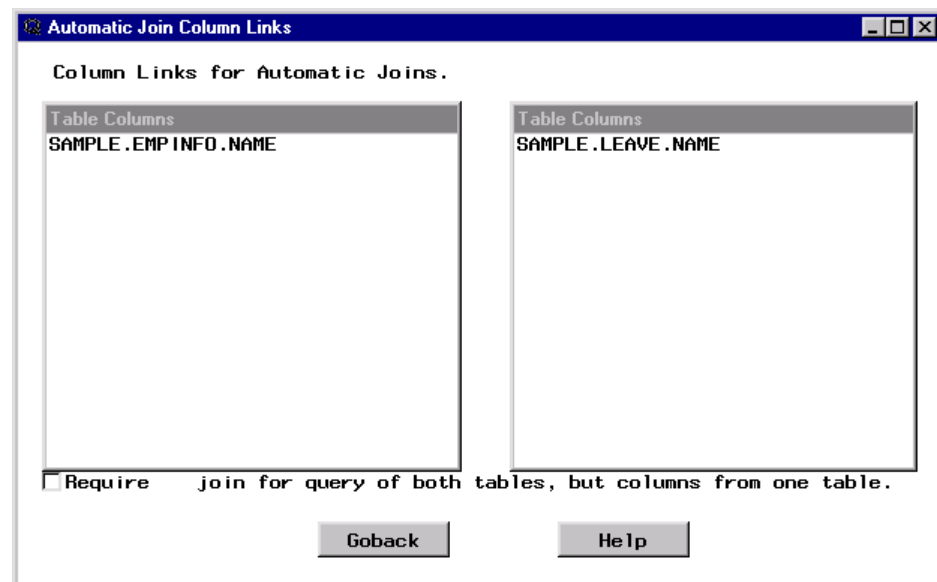 Automatic Join Column Links
Column Links for Automatic Joins.
Table Columns
SAMPLE.EMPINFO.NAME
Table Columns
SAMPLE.LEAVE.NAME
Require join for query of both tables, but columns from one table.
Goback
Help